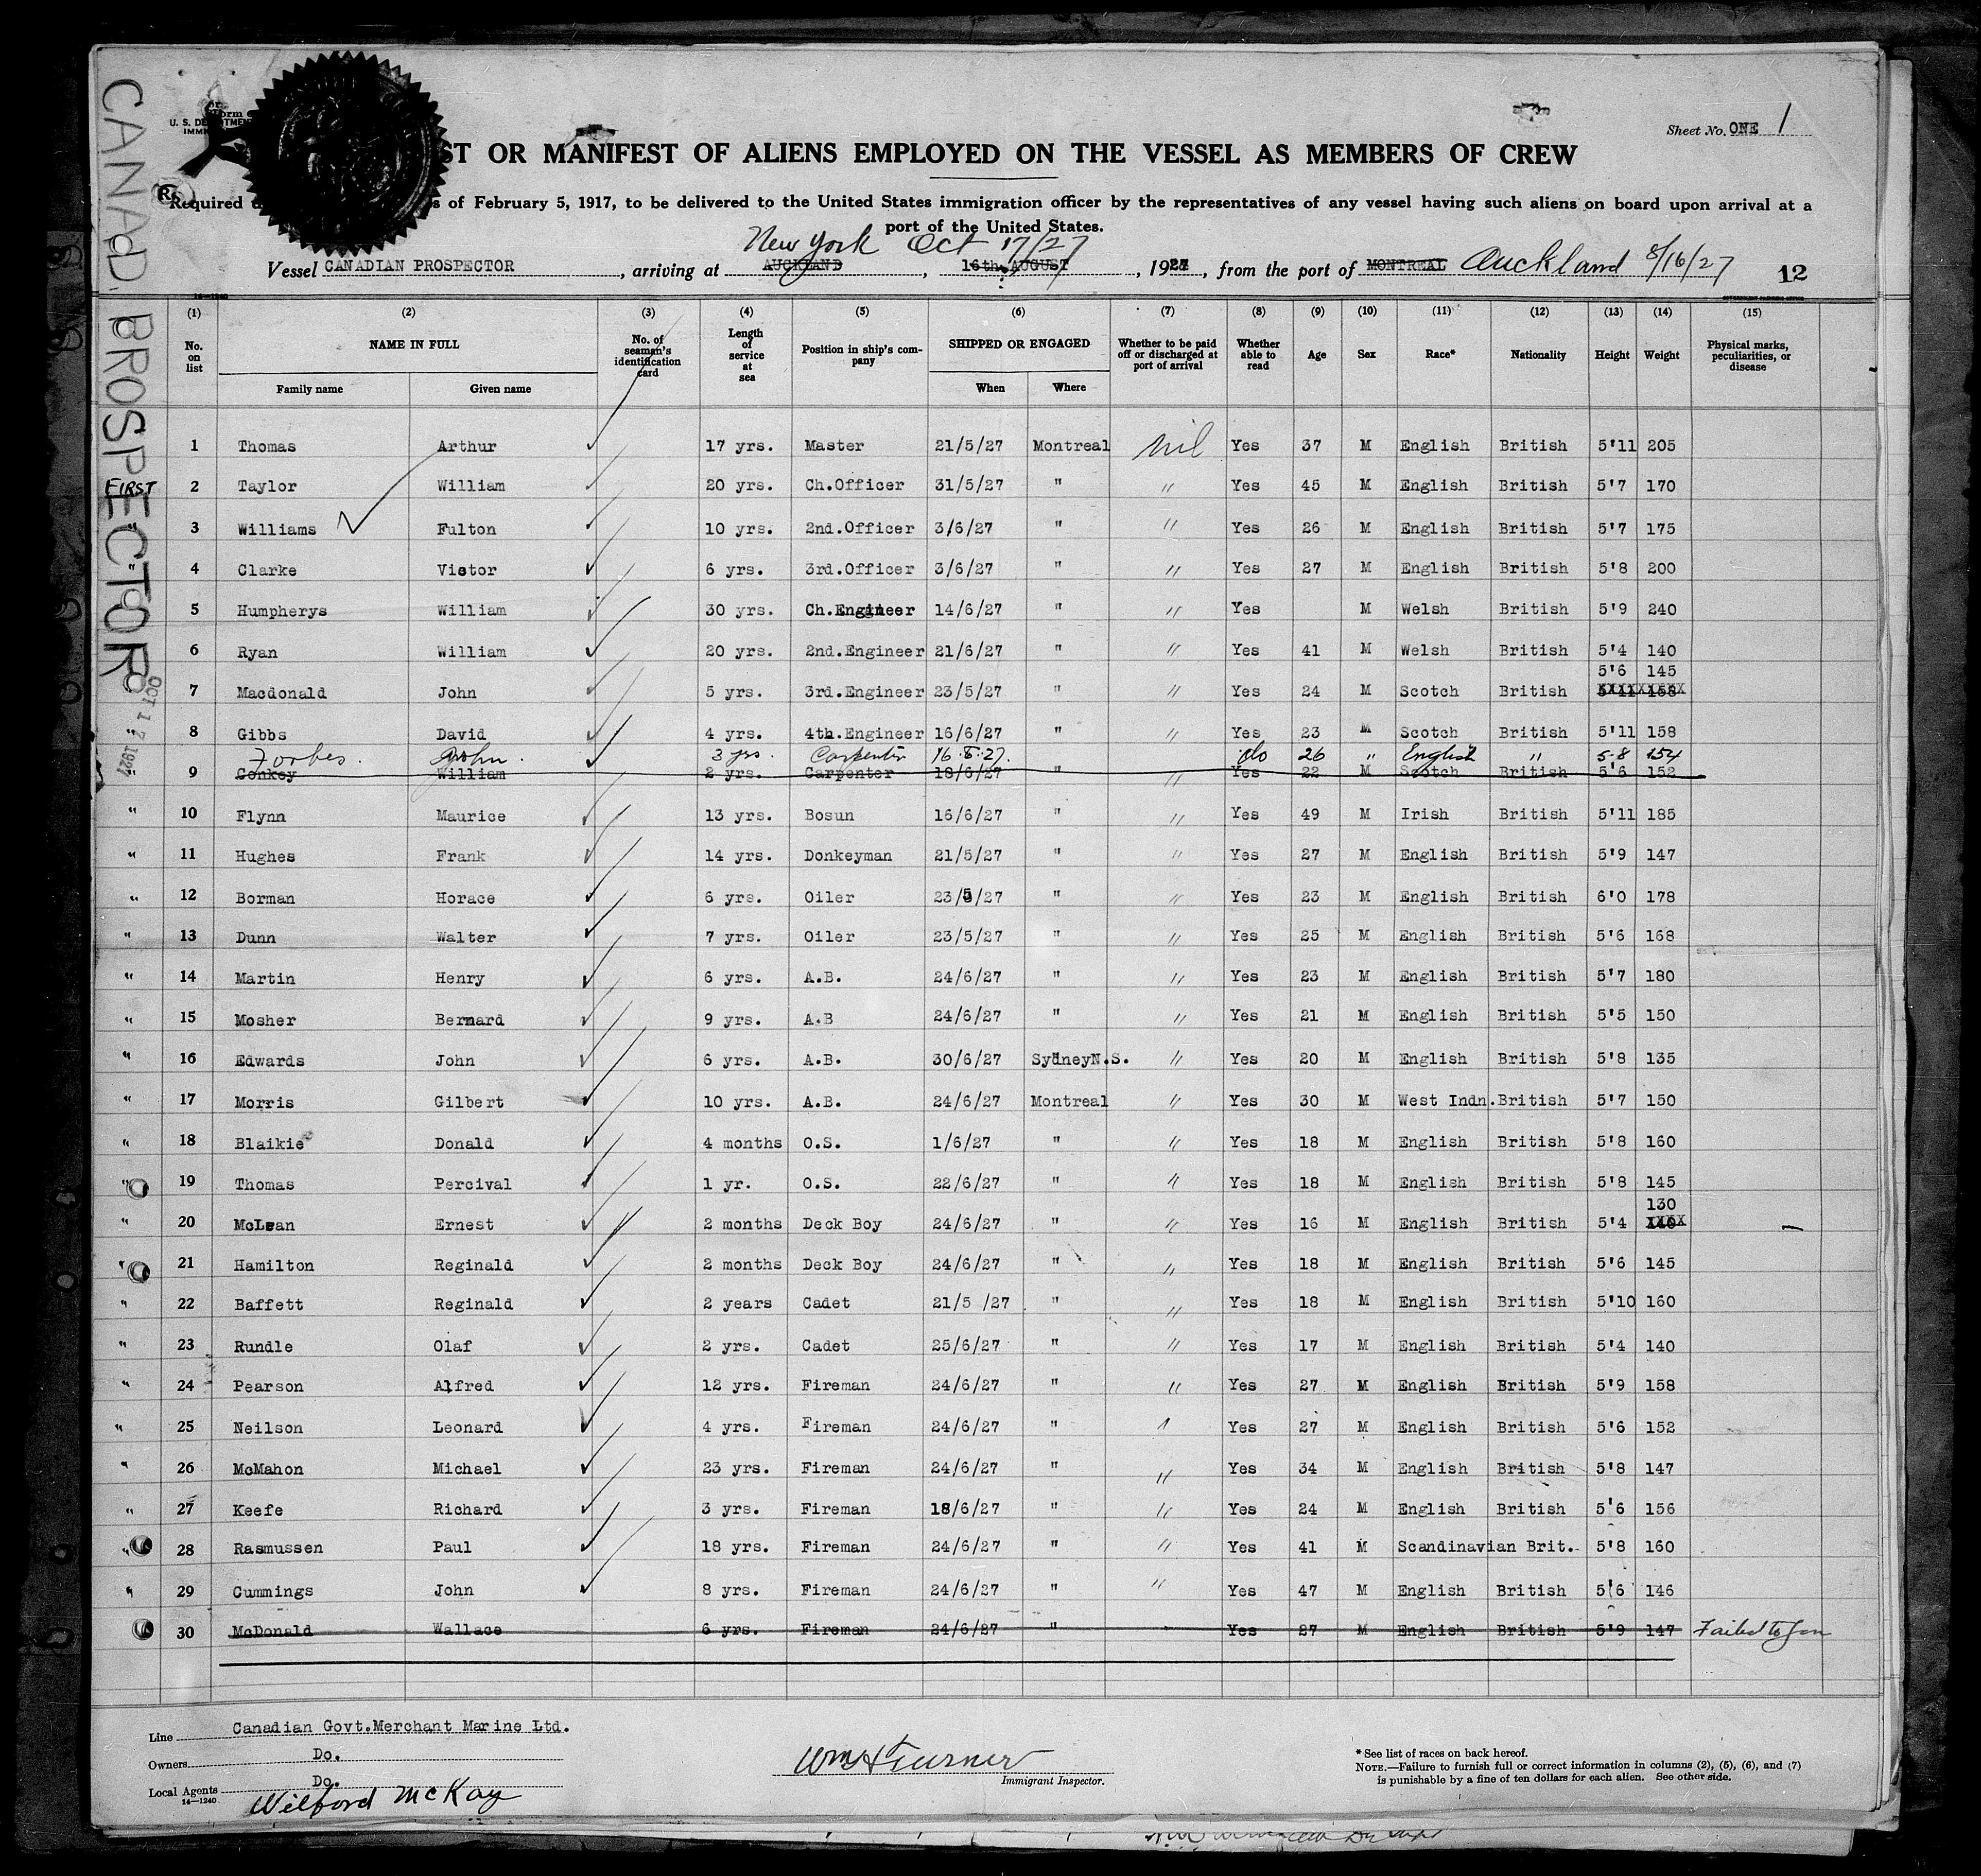 CANAD. BROSPECTOR
OCT 17 1927
U. S. DEPARTMENT
Sheet No. ONE 1
ST OR MANIFEST OF ALIENS EMPLOYED ON THE VESSEL AS MEMBERS OF CREW
Required s of February 5, 1917, to be delivered to the United States immigration officer by the representatives of any vessel having such aliens on board upon arrival at a
port of the United States.
New York Oct 17/27
Vessel CANADIAN PROSPECTOR, arriving at AUCKLAND, 16th AUGUST, 1927, from the port of MONTREAL Auckland 8/16/27 12
(1) (2) (3) (4) (5) (6) (7) (8) (9) (10) (11) (12) (13) (14) (15)
No. on list NAME IN FULL No. of seaman's identification card Length of service at sea Position in ship's company SHIPPED OR ENGAGED Whether to be paid off or discharged at port of arrival Whether able to read Age Sex Race* Nationality Height Weight Physical marks, peculiarities, or disease
Family name Given name When Where
1 Thomas Arthur 17 yrs. Master 21/5/27 Montreal nil Yes 37 M English British 5'11 205
FIRST 2 Taylor William 20 yrs. Ch.Officer 31/5/27 " " Yes 45 M English British 5'7 170
" 3 Williams Fulton 10 yrs. 2nd.Officer 3/6/27 " " Yes 26 M English British 5'7 175
" 4 Clarke Victor 6 yrs. 3rd.Officer 3/6/27 " " Yes 27 M English British 5'8 200
" 5 Humpherys William 30 yrs. Ch.Engineer 14/6/27 " " Yes M Welsh British 5'9 240
" 6 Ryan William 20 yrs. 2nd.Engineer 21/6/27 " " Yes 41 M Welsh British 5'4 140
5'6 145
" 7 Macdonald John 5 yrs. 3rd.Engineer 23/5/27 " " Yes 24 M Scotch British 5'11 158
" 8 Gibbs David 4 yrs. 4th.Engineer 16/6/27 " " Yes 23 M Scotch British 5'11 158
Forbes. John. 3 yrs. Carpenter 16.8.27. do 26 " English " 5-8 154
9 Conkey William 2 yrs. Carpenter 18/6/27 " " Yes 22 M Scotch British 5'6 152
" 10 Flynn Maurice 13 yrs. Bosun 16/6/27 " " Yes 49 M Irish British 5'11 185
" 11 Hughes Frank 14 yrs. Donkeyman 21/5/27 " " Yes 27 M English British 5'9 147
" 12 Borman Horace 6 yrs. Oiler 23/5/27 " " Yes 23 M English British 6'0 178
" 13 Dunn Walter 7 yrs. Oiler 23/5/27 " " Yes 25 M English British 5'6 168
" 14 Martin Henry 6 yrs. A.B. 24/6/27 " " Yes 23 M English British 5'7 180
" 15 Mosher Bernard 9 yrs. A.B 24/6/27 " " Yes 21 M English British 5'5 150
" 16 Edwards John 6 yrs. A.B. 30/6/27 SydneyN.S. " Yes 20 M English British 5'8 135
" 17 Morris Gilbert 10 yrs. A.B. 24/6/27 Montreal " Yes 30 M West Indn. British 5'7 150
" 18 Blaikie Donald 4 months O.S. 1/6/27 " " Yes 18 M English British 5'8 160
" 19 Thomas Percival 1 yr. O.S. 22/6/27 " " Yes 18 M English British 5'8 145
130
" 20 McLean Ernest 2 months Deck Boy 24/6/27 " " Yes 16 M English British 5'4 140
" 21 Hamilton Reginald 2 months Deck Boy 24/6/27 " " Yes 18 M English British 5'6 145
" 22 Baffett Reginald 2 years Cadet 21/5 /27 " " Yes 18 M English British 5'10 160
" 23 Rundle Olaf 2 yrs. Cadet 25/6/27 " " Yes 17 M English British 5'4 140
" 24 Pearson Alfred 12 yrs. Fireman 24/6/27 " " Yes 27 M English British 5'9 158
" 25 Neilson Leonard 4 yrs. Fireman 24/6/27 " " Yes 27 M English British 5'6 152
" 26 McMahon Michael 23 yrs. Fireman 24/6/27 " " Yes 34 M English British 5'8 147
" 27 Keefe Richard 3 yrs. Fireman 18/6/27 " " Yes 24 M English British 5'6 156
" 28 Rasmussen Paul 18 yrs. Fireman 24/6/27 " " Yes 41 M Scandinavian Brit. 5'8 160
" 29 Cummings John 8 yrs. Fireman 24/6/27 " " Yes 47 M English British 5'6 146
30 McDonald Wallace 6 yrs. Fireman 24/6/27 " Yes 27 M English British 5'9 147 Failed to Join
Line Canadian Govt.Merchant Marine Ltd.
Owners Do.
Local Agents Do.
14—1240
Wilford McKay
Wm H Turner
Immigrant Inspector.
* See list of races on back hereof.
NOTE.—Failure to furnish full or correct information in columns (2), (5), (6), and (7)
is punishable by a fine of ten dollars for each alien. See other side.